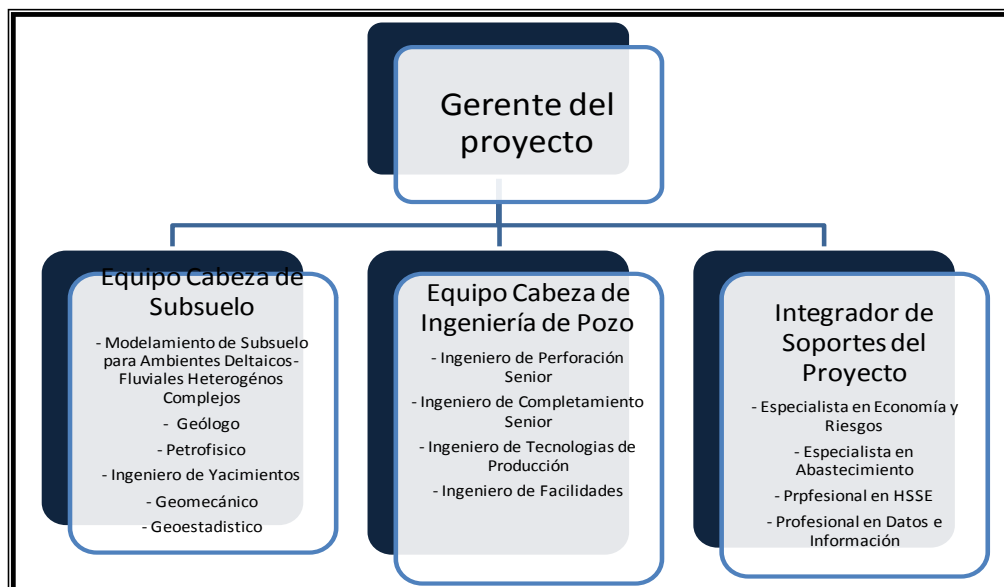 Gerente del
proyecto
Equipo Cabeza de
Subsuelo
- Modelamiento de Subsuelo
para Ambientes Deltaicos-
Fluviales Heterogénos
Complejos
- Geólogo
- Petrofisico
- Ingeniero de Yacimientos
- Geomecánico
- Geoestadistico
Equipo Cabeza de
Ingeniería de Pozo
- Ingeniero de Perforación
Senior
- Ingeniero de Completamiento
Senior
- Ingeniero de Tecnologias de
Producción
- Ingeniero de Facilidades
Integrador de
Soportes del
Proyecto
- Especialista en Economía y
Riesgos
- Especialista en
Abastecimiento
- Prpfesional en HSSE
- Profesional en Datos e
Información